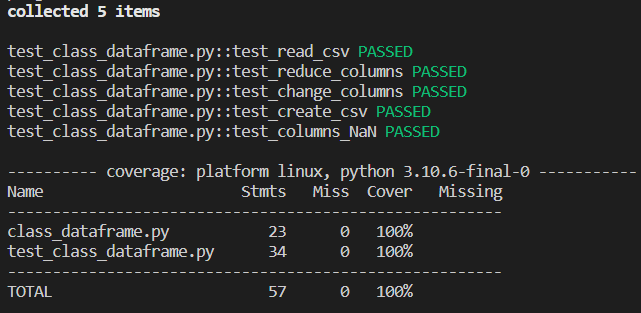 collected 5 items
test_class_dataframe.py::test_read_csv PASSED
test_class_dataframe.py::test_reduce_columns PASSED
test_class_dataframe.py::test_change_columns PASSED
test_class_dataframe.py::test_create_csv PASSED
test_class_dataframe.py::test_columns_NaN PASSED
---------- coverage: platform linux, python 3.10.6-final-0 -----------
Name                      Stmts   Miss  Cover   Missing
-------------------------------------------------------
class_dataframe.py           23      0   100%
test_class_dataframe.py      34      0   100%
-------------------------------------------------------
TOTAL                        57      0   100%